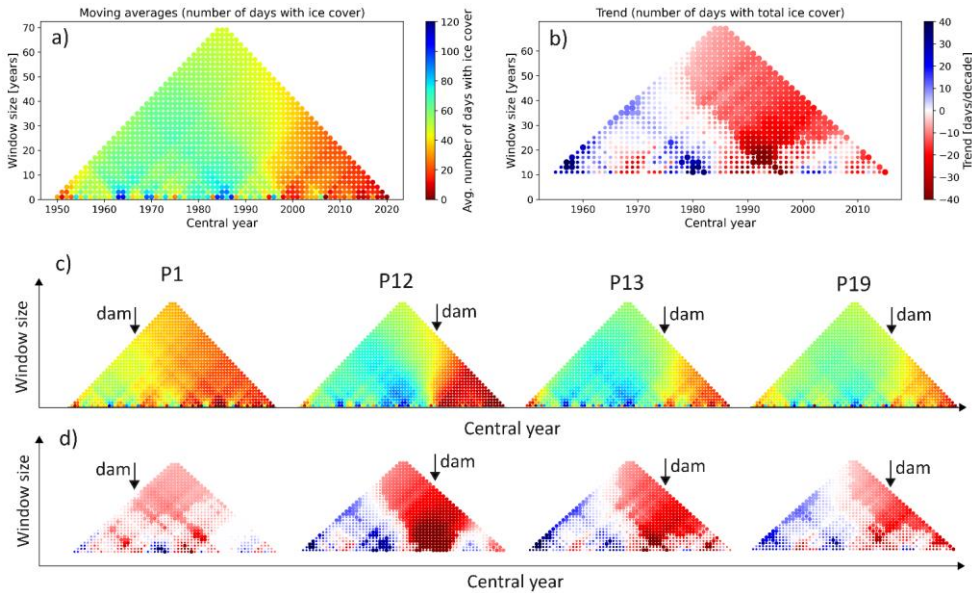 Moving averages (number of days with ice cover)
a)
Window size [years]
70
60
50
40
30
20
10
0
1950 1960 1970 1980 1990 2000 2010 2020
Central year
120
100
80
60
40
20
0
Avg. number of days with ice cover
Trend (number of days with total ice cover)
b)
Window size [years]
60
50
40
30
20
10
0
1960 1970 1980 1990 2000 2010
Central year
40
30
20
10
0
−10
−20
−30
−40
Trend [days/decade]
c)
P1 P12 P13 P19
dam dam dam dam
Window size
Central year
d)
dam dam dam dam
Window size
Central year